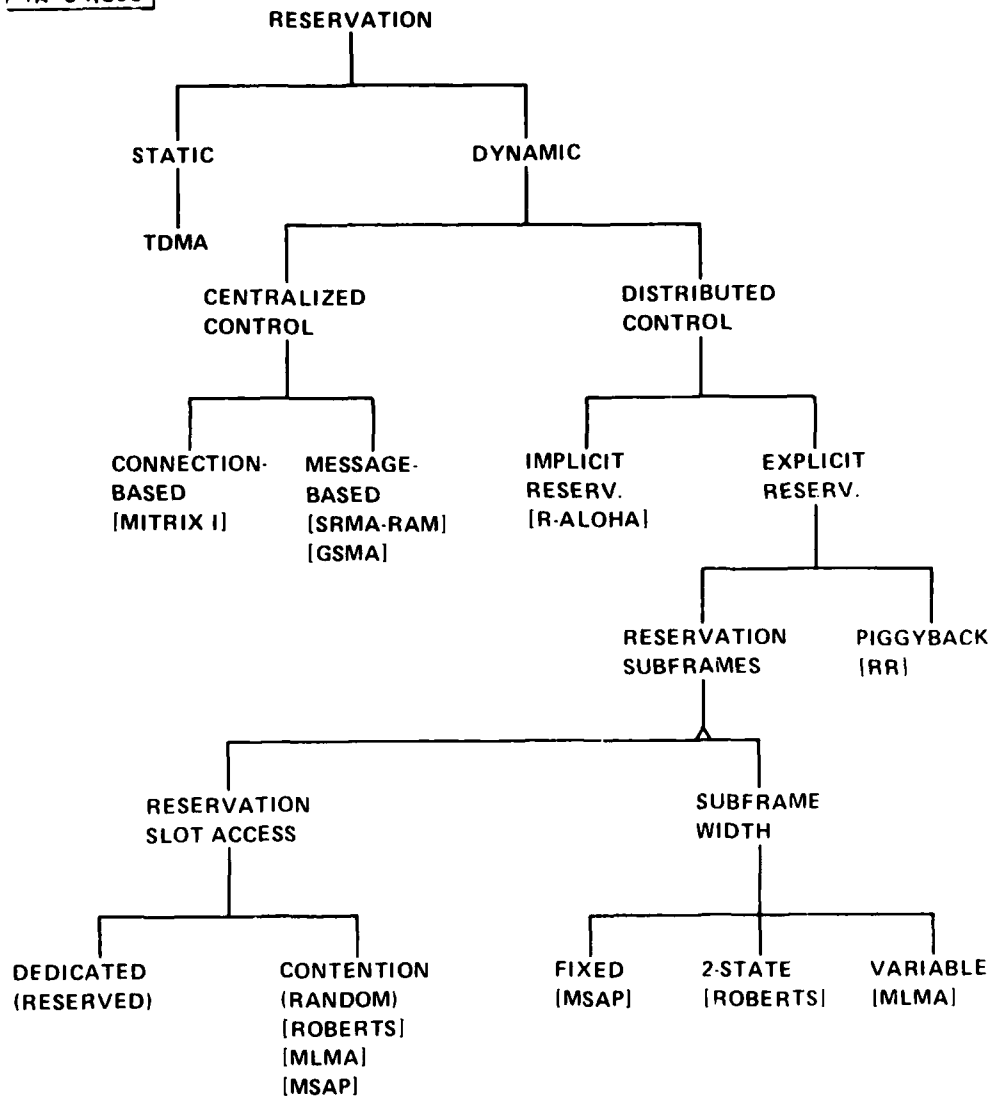 RESERVATION
STATIC
DYNAMIC
TDMA
CENTRALIZED
CONTROL
DISTRIBUTED
CONTROL
CONNECTION-
BASED
[MITRIX I]
MESSAGE-
BASED
[SRMA-RAM]
[GSMA]
IMPLICIT
RESERV.
[R-ALOHA]
EXPLICIT
RESERV.
RESERVATION
SUBFRAMES
PIGGYBACK
[RR]
RESERVATION
SLOT ACCESS
SUBFRAME
WIDTH
DEDICATED
(RESERVED)
CONTENTION
(RANDOM)
[ROBERTS]
[MLMA]
[MSAP]
FIXED
[MSAP]
2-STATE
[ROBERTS]
VARIABLE
[MLMA]